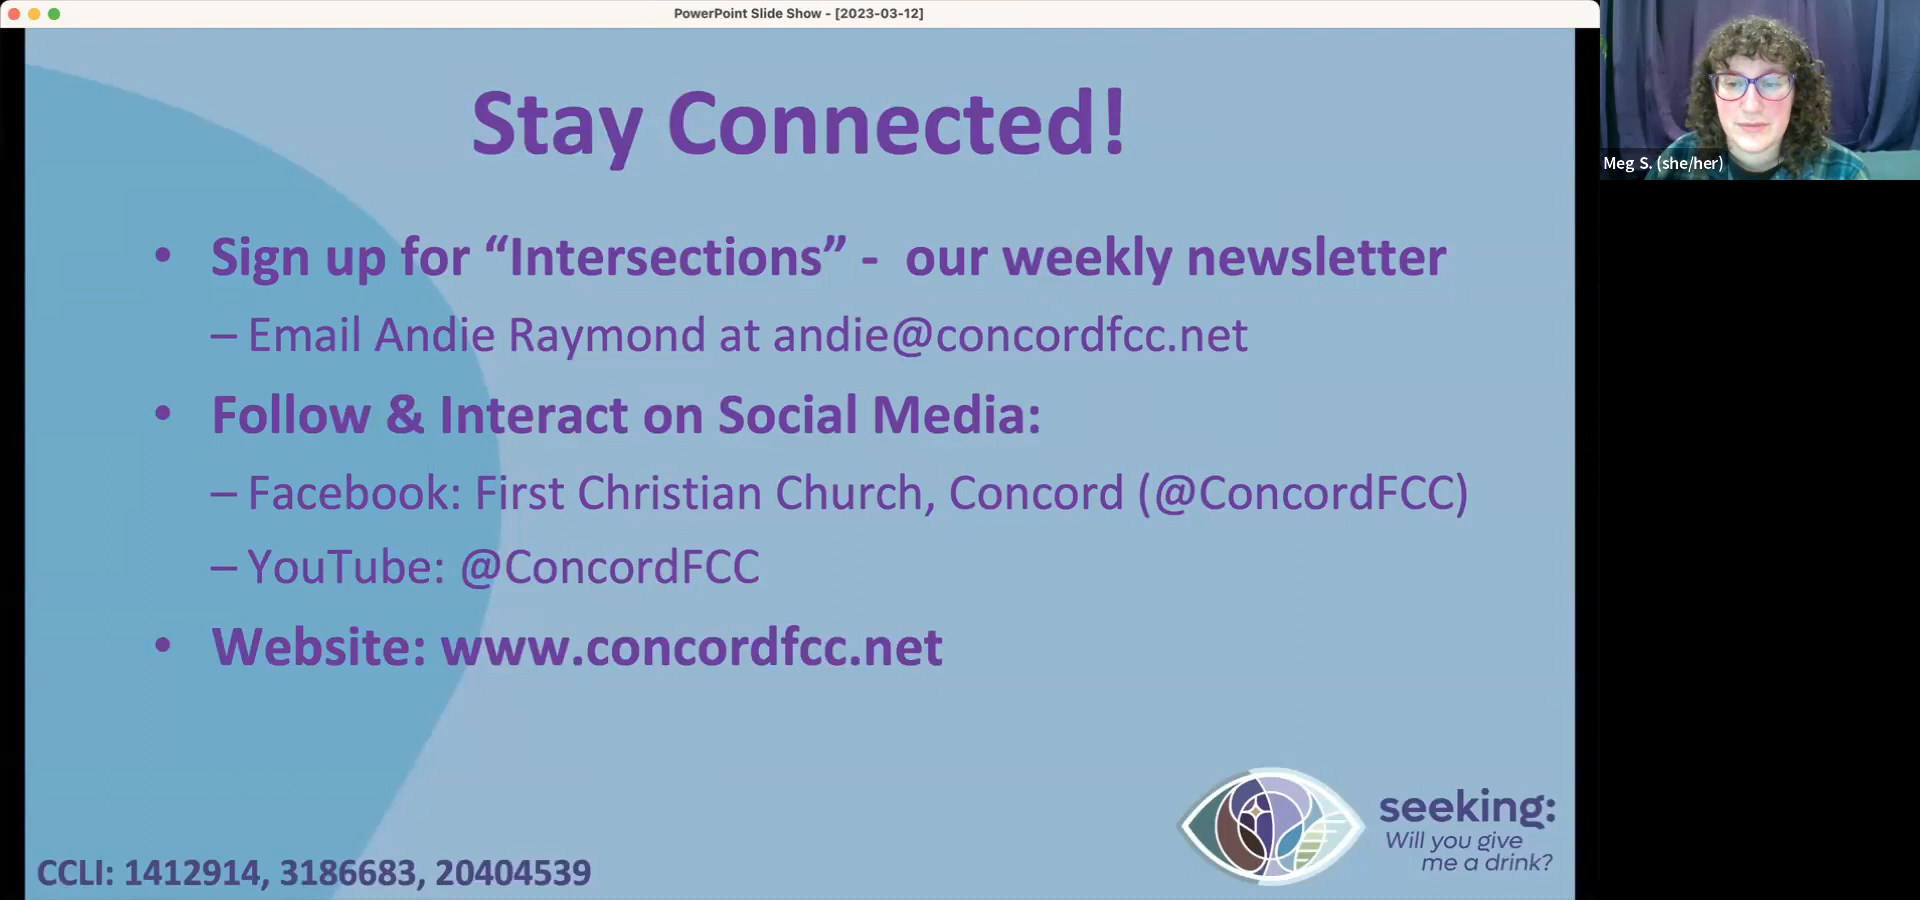 PowerPoint Slide Show - [2023-03-12]
Stay Connected!
• Sign up for “Intersections” - our weekly newsletter
– Email Andie Raymond at andie@concordfcc.net
• Follow & Interact on Social Media:
– Facebook: First Christian Church, Concord (@ConcordFCC)
– YouTube: @ConcordFCC
• Website: www.concordfcc.net
seeking:
Will you give
me a drink?
CCLI: 1412914, 3186683, 20404539
Meg S. (she/her)